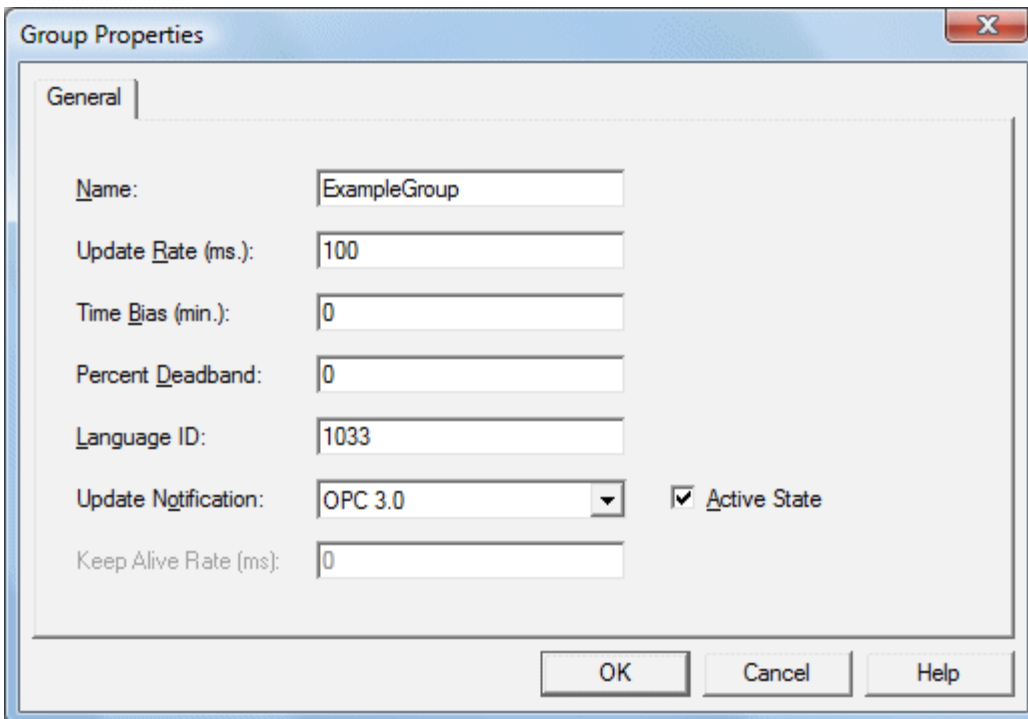 Group Properties
General
Name: ExampleGroup
Update Rate (ms.): 100
Time Bias (min.): 0
Percent Deadband: 0
Language ID: 1033
Update Notification: OPC 3.0 Active State
Keep Alive Rate (ms): 0
OK Cancel Help